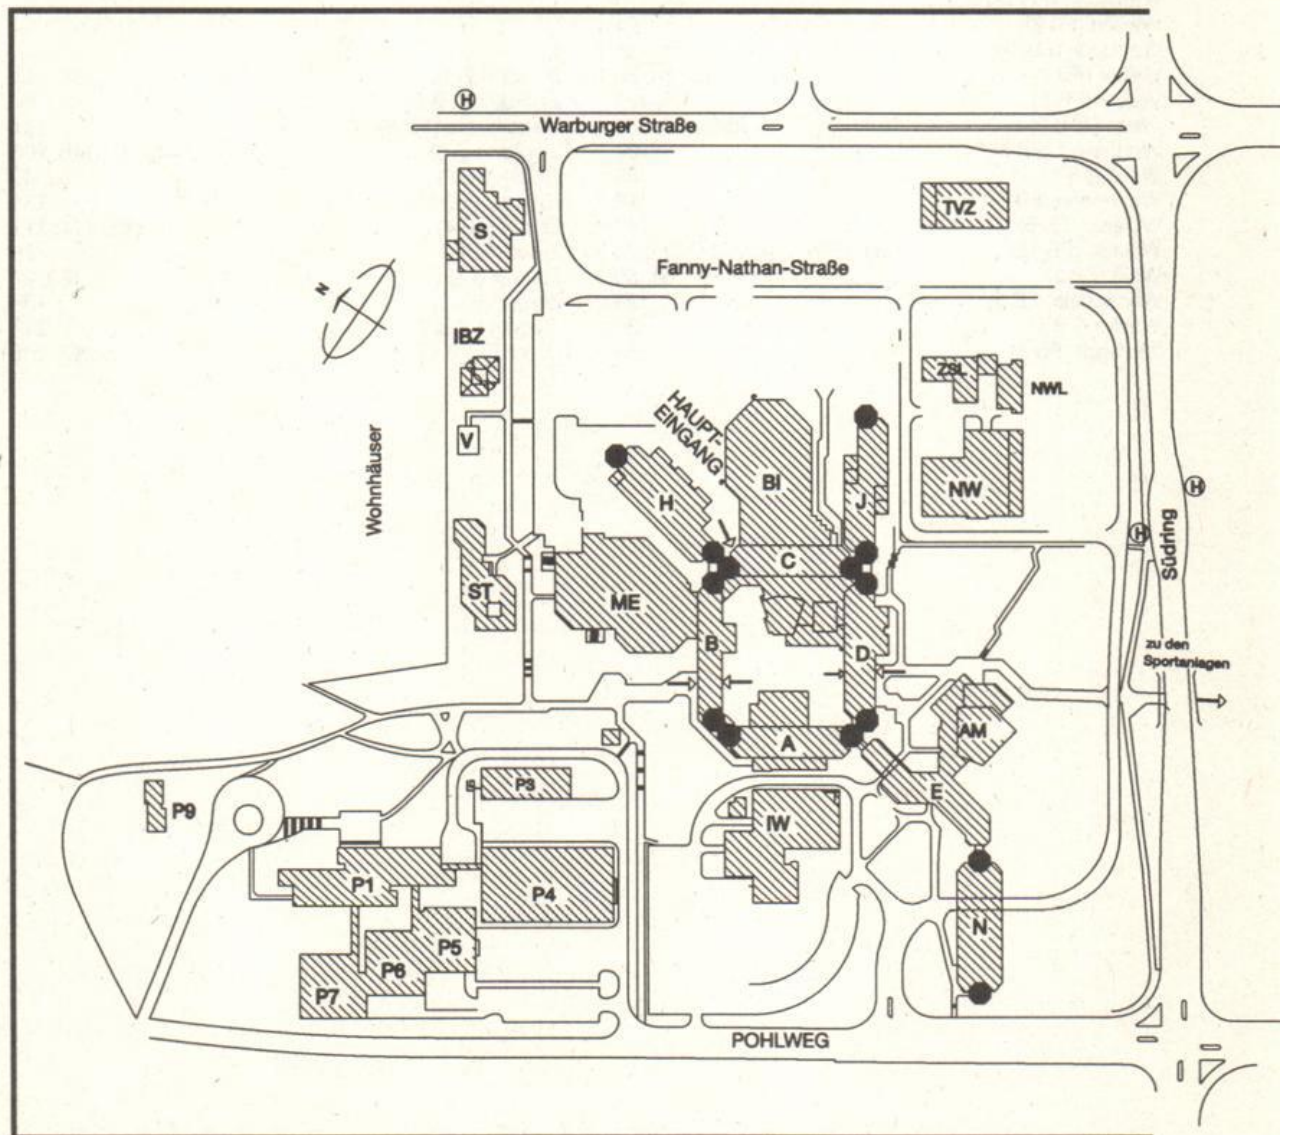 H
Warburger Straße
S
TVZ
Fanny-Nathan-Straße
N
IBZ
ZSL
NWL
HAUPT-
EINGANG
V
Wohnhäuser
H
BI
J
NW
H
H
Südring
C
ST
ME
B
D
zu den
Sportanlagen
A
AM
P3
E
P9
IW
P1
P4
N
P5
P6
P7
POHLWEG